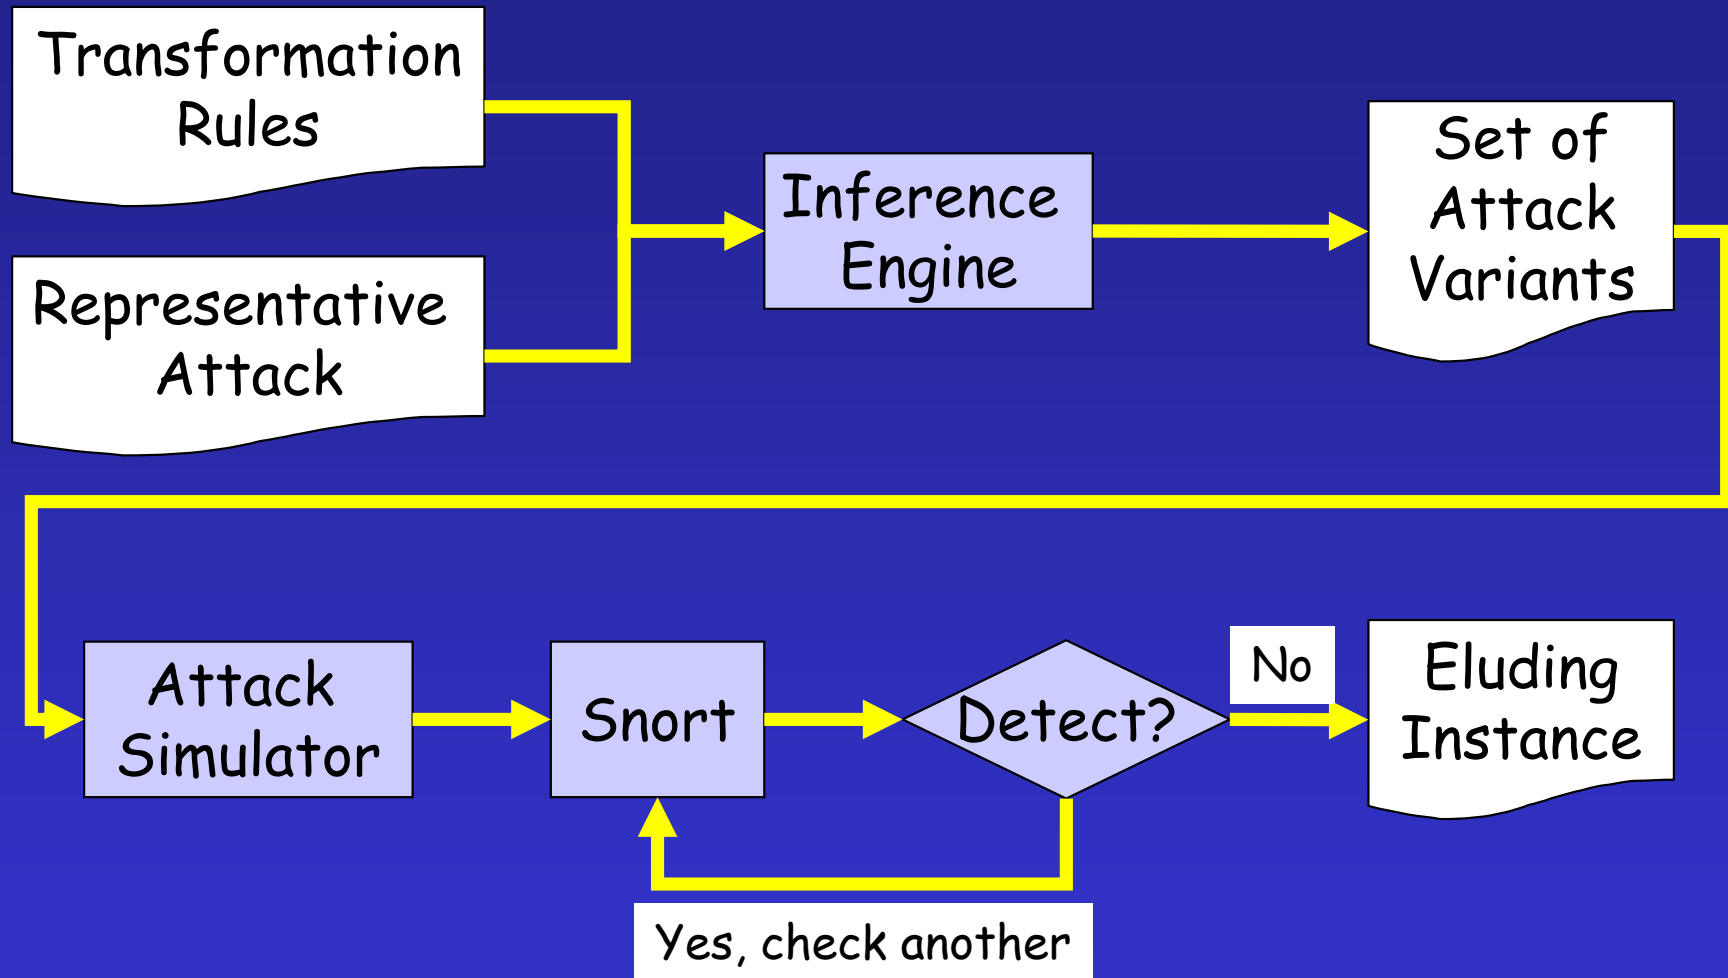 Transformation
Rules
Representative
Attack
Inference
Engine
Set of
Attack
Variants
Attack
Simulator
Snort
Detect?
No
Eluding
Instance
Yes, check another